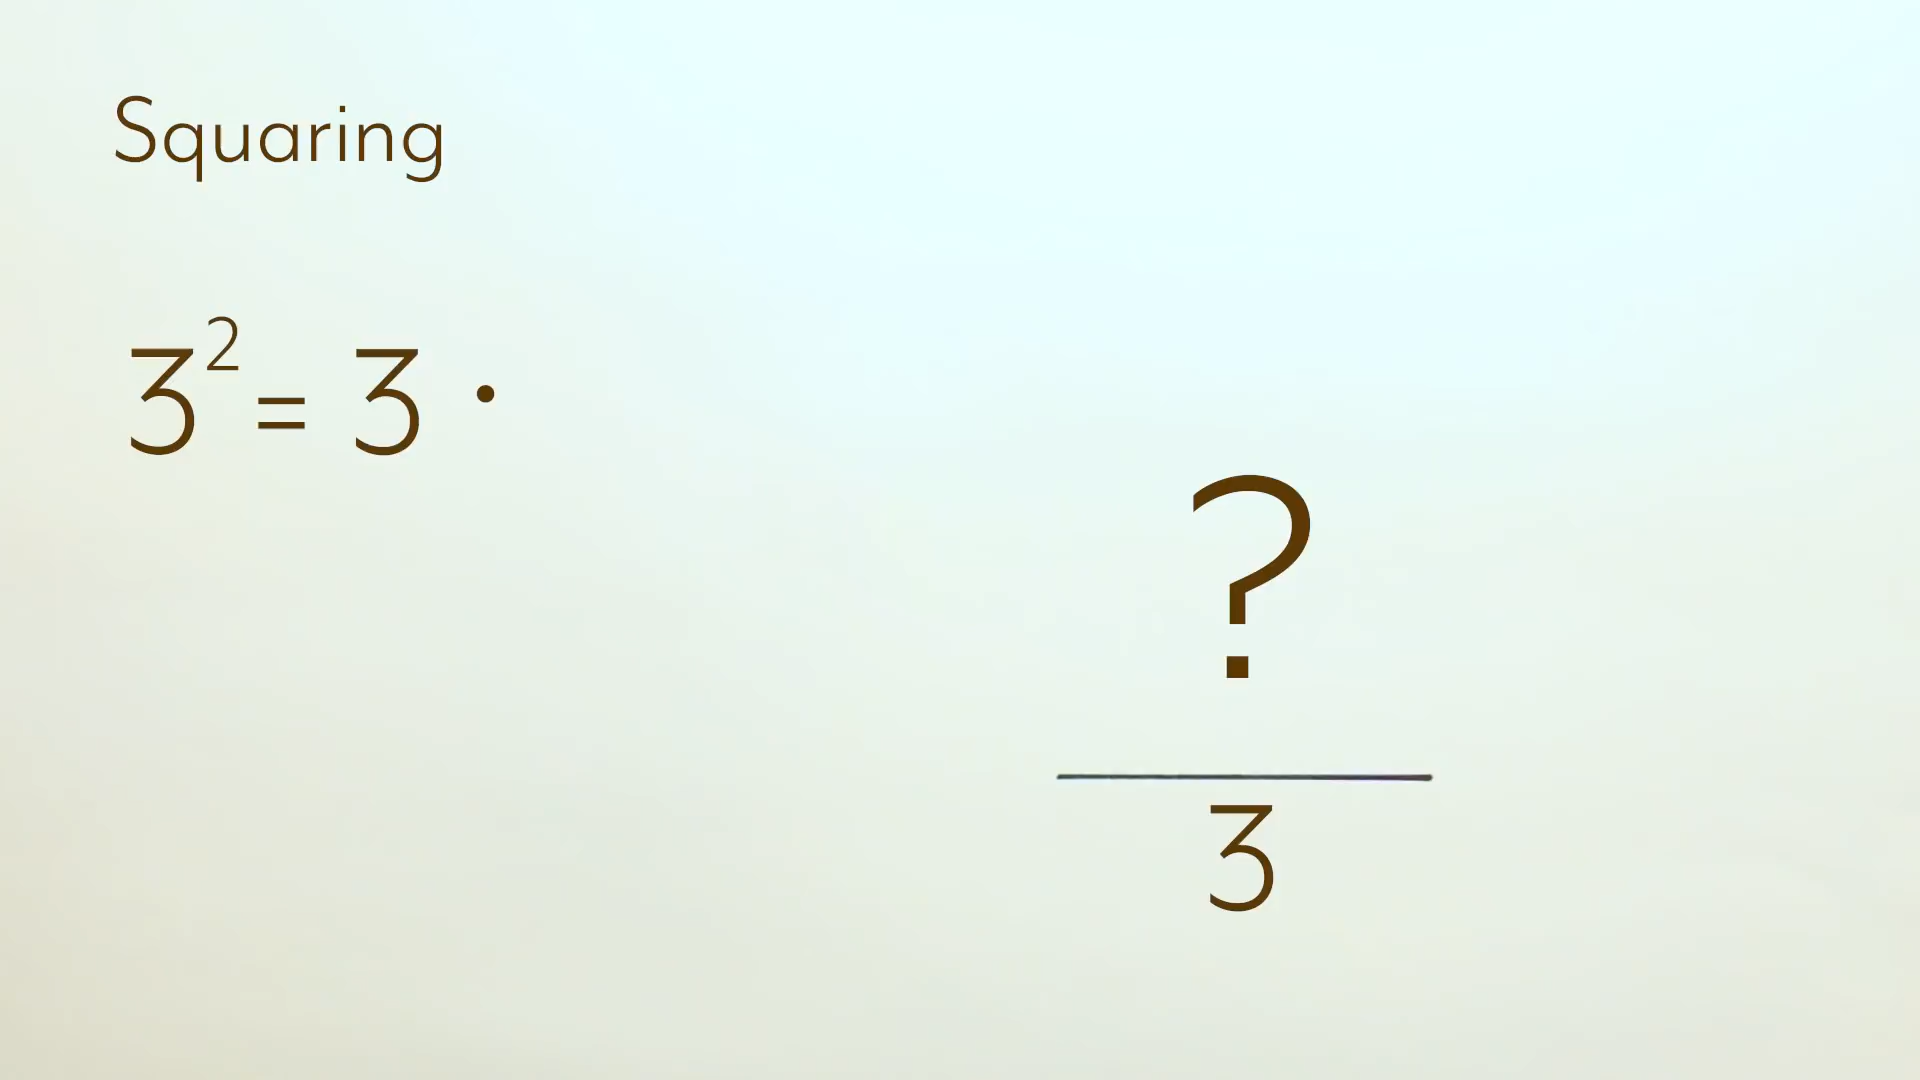 Squaring
3² = 3 ·
?
3